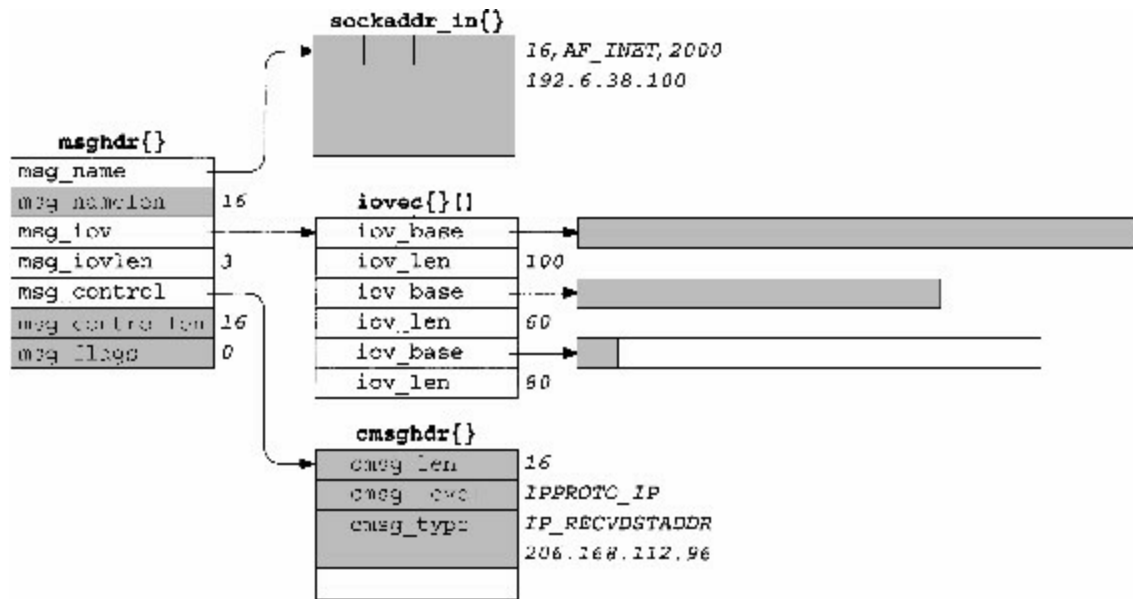 sockaddr_in{}
16, AF_INET, 2000
192.6.38.100
msghdr{}
msg_name
msg_namelen
16
msg_iov
msg_iovlen
3
msg_control
msg_controllen
16
msg_flags
0
iovec{}[]
iov_base
iov_len
100
iov_base
iov_len
60
iov_base
iov_len
80
cmsghdr{}
cmsg_len
16
cmsg_level
IPPROTO_IP
cmsg_type
IP_RECVDSTADDR
206.168.112.96